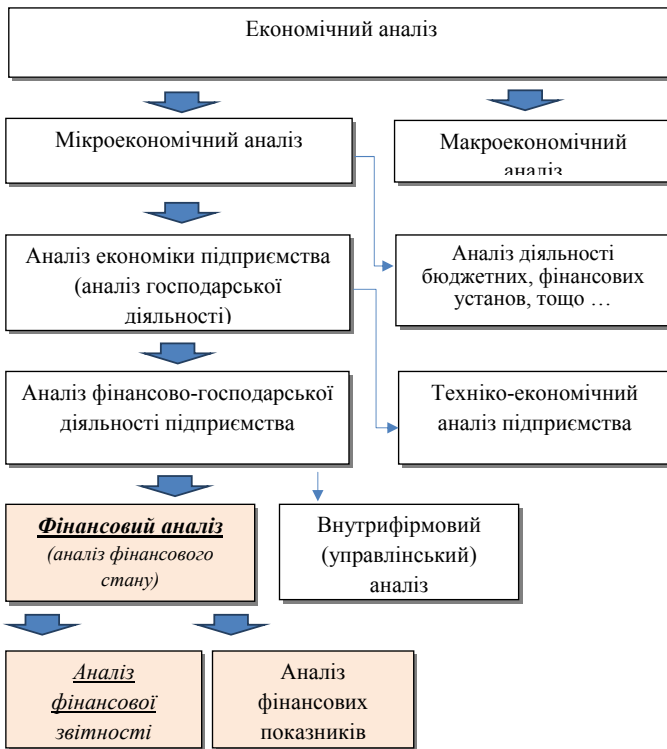 Економічний аналіз
Мікроекономічний аналіз
Макроекономічний
аналіз
Аналіз економіки підприємства
(аналіз господарської
діяльності)
Аналіз діяльності
бюджетних, фінансових
установ, тощо …
Аналіз фінансово-господарської
діяльності підприємства
Техніко-економічний
аналіз підприємства
Фінансовий аналіз
(аналіз фінансового
стану)
Внутрифірмовий
(управлінський)
аналіз
Аналіз
фінансової
звітності
Аналіз
фінансових
показників